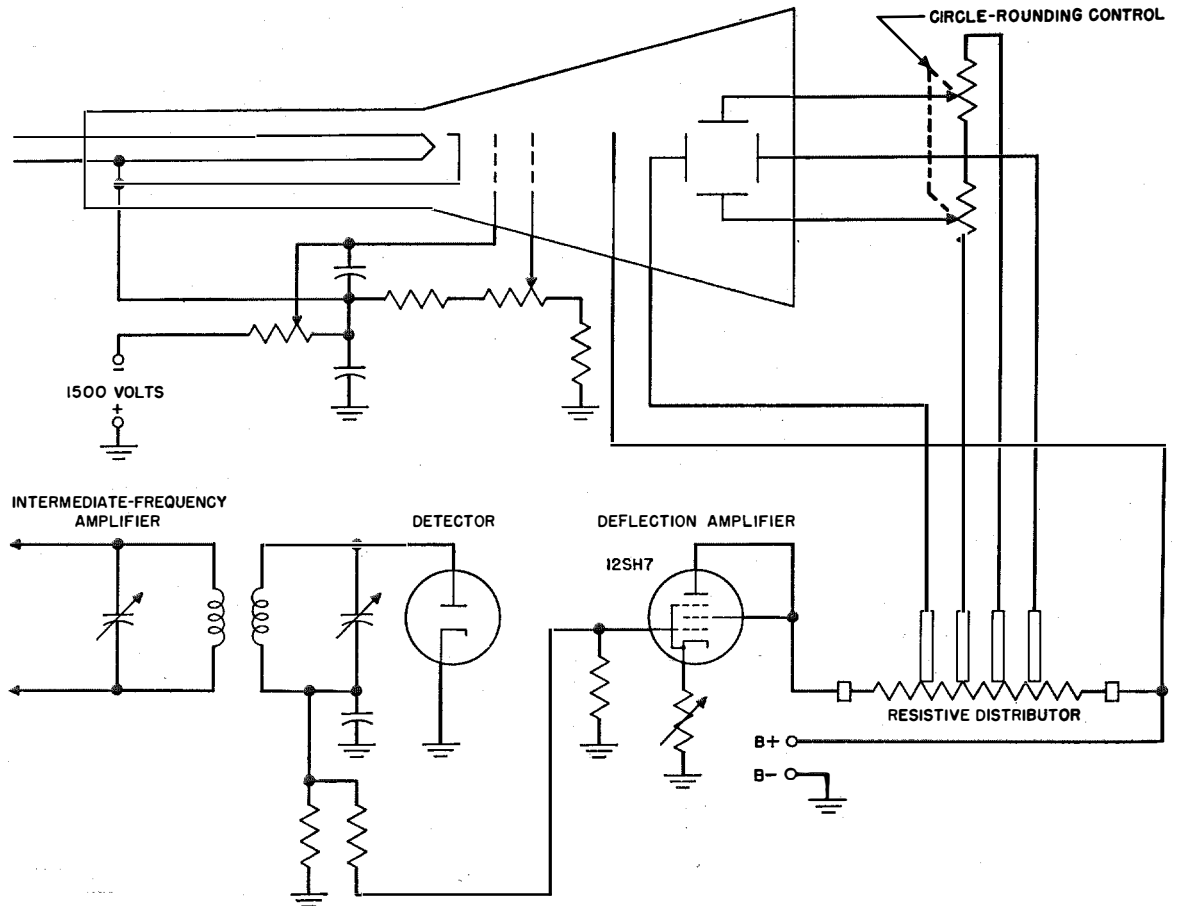 CIRCLE-ROUNDING CONTROL
−
1500 VOLTS
+
INTERMEDIATE-FREQUENCY
AMPLIFIER
DETECTOR
DEFLECTION AMPLIFIER
12SH7
RESISTIVE DISTRIBUTOR
B+
B−